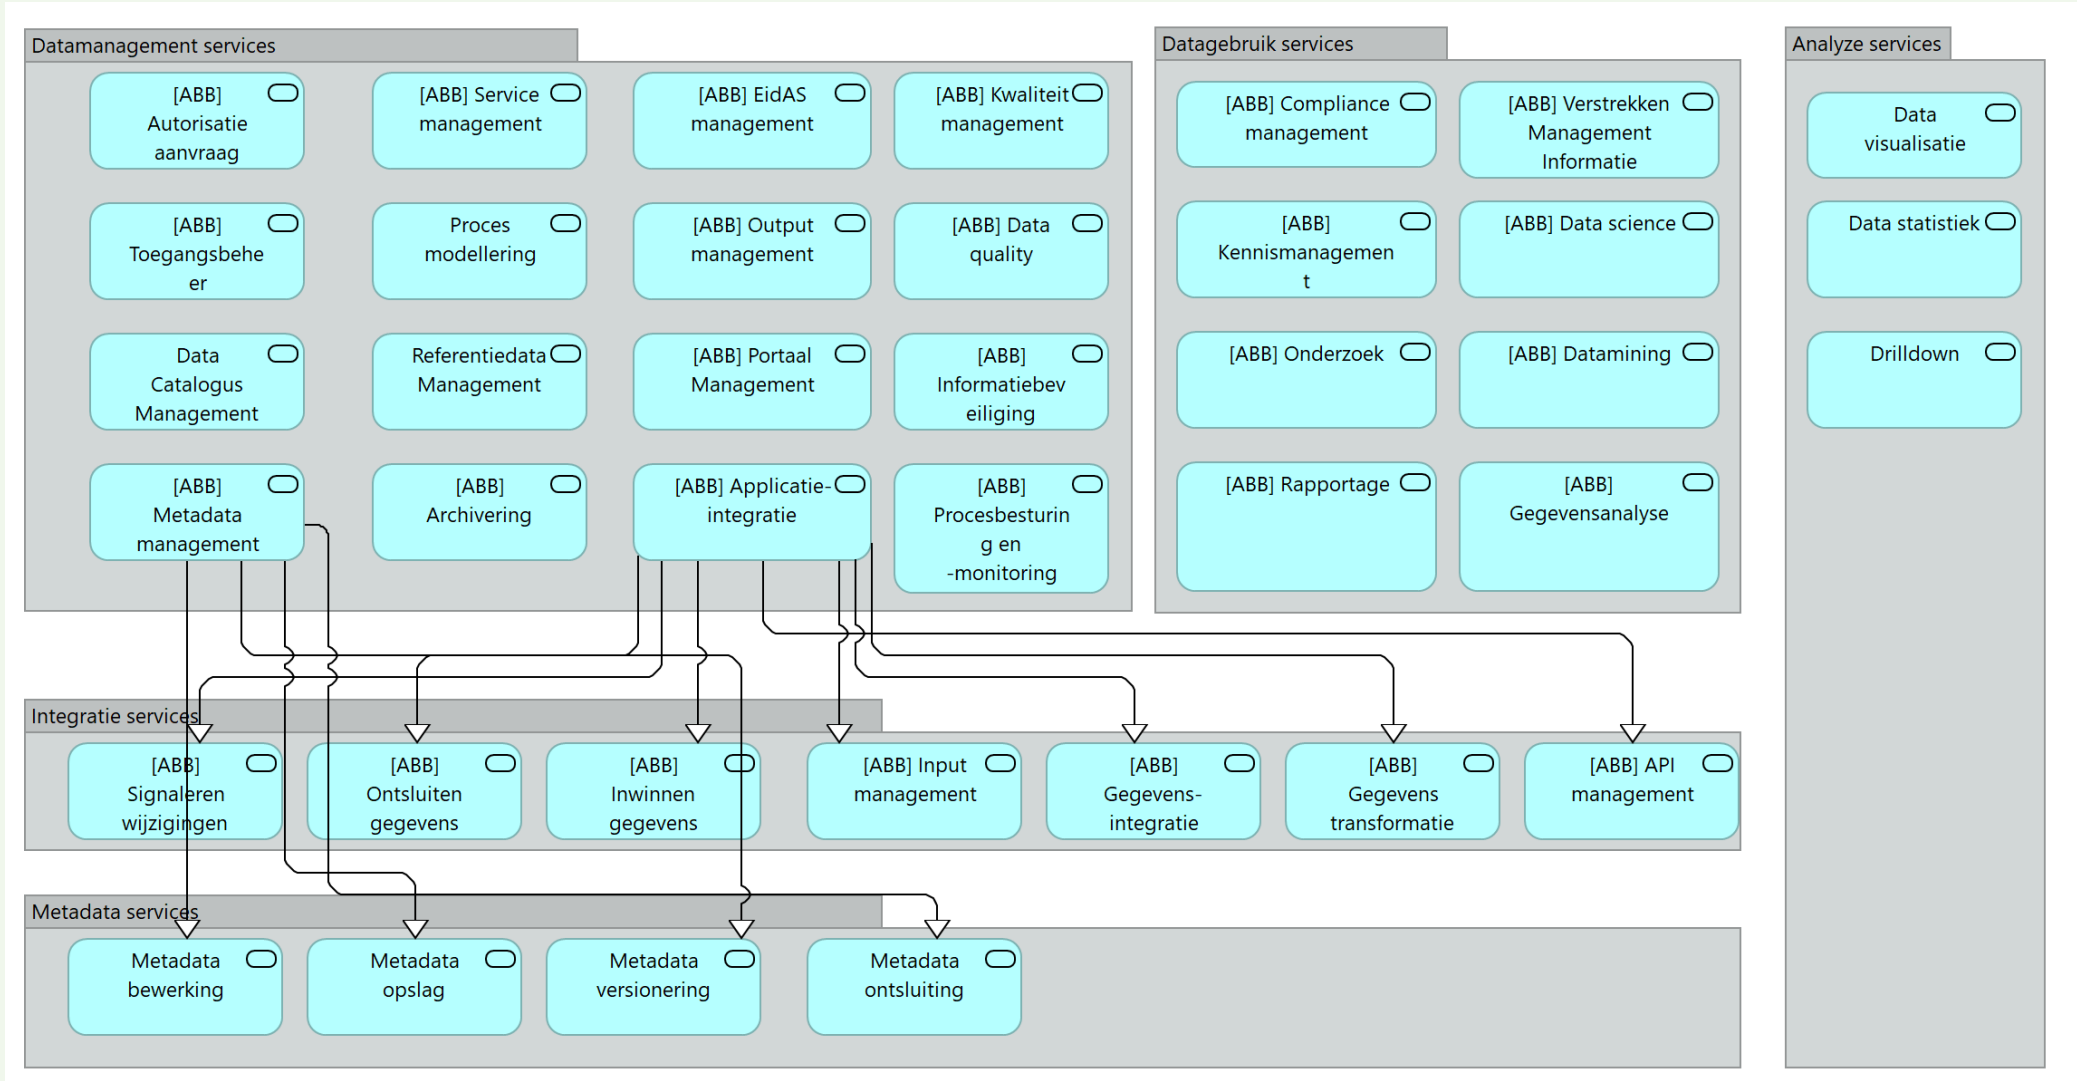 Datamanagement services
[ABB]
Autorisatie
aanvraag
[ABB] Service
management
[ABB] EidAS
management
[ABB] Kwaliteit
management
[ABB]
Toegangsbehe
er
Proces
modellering
[ABB] Output
management
[ABB] Data
quality
Data
Catalogus
Management
Referentiedata
Management
[ABB] Portaal
Management
[ABB]
Informatiebev
eiliging
[ABB]
Metadata
management
[ABB]
Archivering
[ABB] Applicatie-
integratie
[ABB]
Procesbesturin
g en
-monitoring
Datagebruik services
[ABB] Compliance
management
[ABB] Verstrekken
Management
Informatie
[ABB]
Kennismanagemen
t
[ABB] Data science
[ABB] Onderzoek
[ABB] Datamining
[ABB] Rapportage
[ABB]
Gegevensanalyse
Analyze services
Data
visualisatie
Data statistiek
Drilldown
Integratie services
[ABB]
Signaleren
wijzigingen
[ABB]
Ontsluiten
gegevens
[ABB]
Inwinnen
gegevens
[ABB] Input
management
[ABB]
Gegevens-
integratie
[ABB]
Gegevens
transformatie
[ABB] API
management
Metadata services
Metadata
bewerking
Metadata
opslag
Metadata
versionering
Metadata
ontsluiting